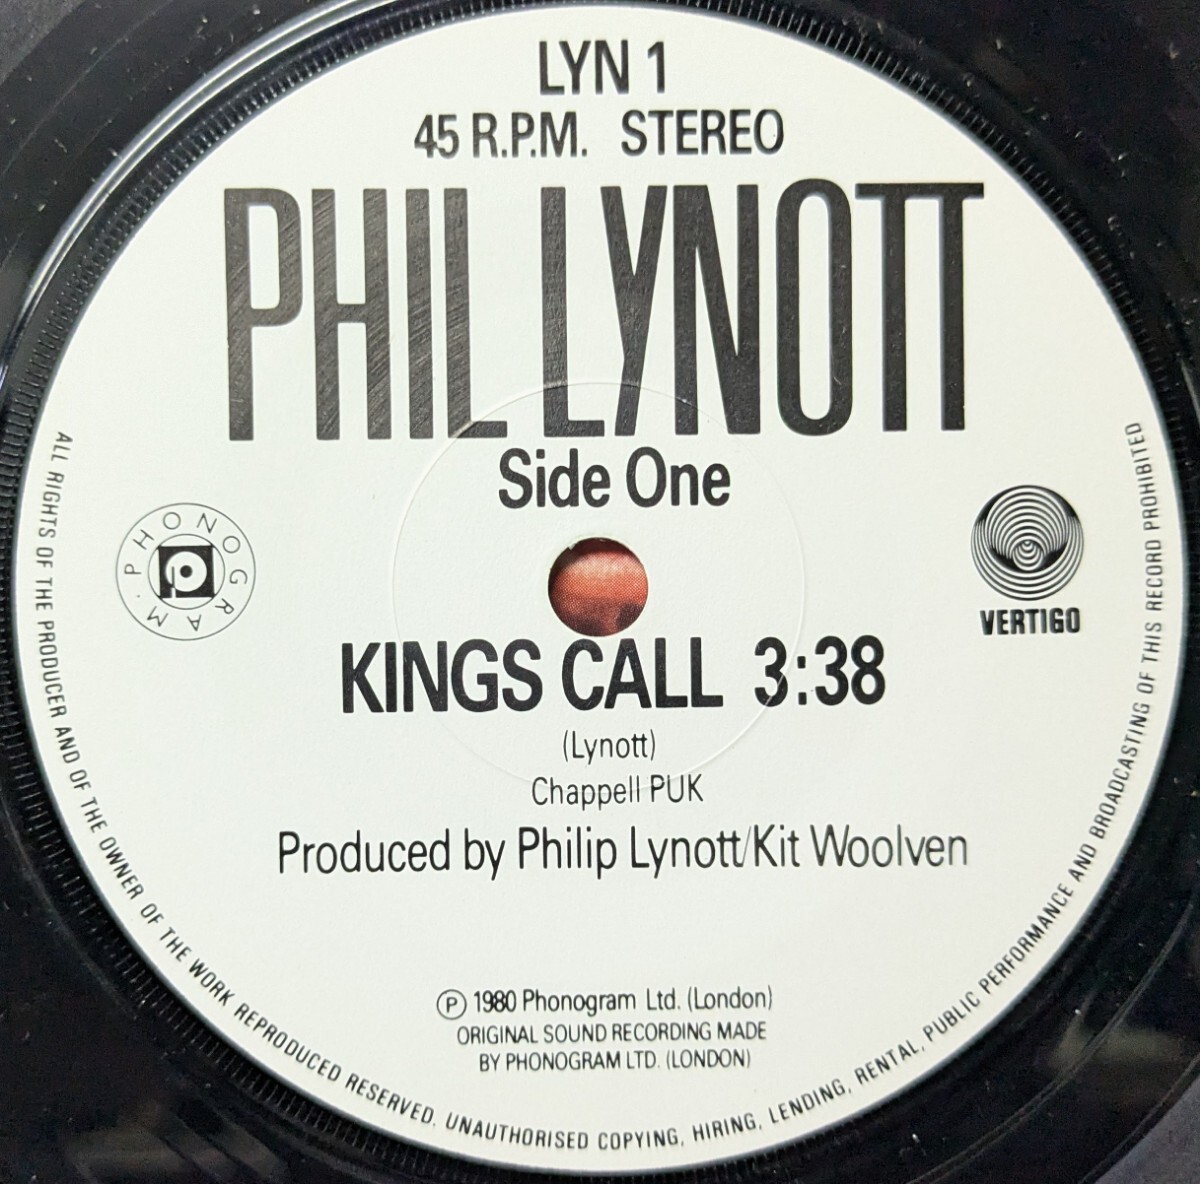 LYN 1
45 R.P.M. STEREO
PHIL LYNOTT
Side One
PHONOGRAM.
VERTIGO
KINGS CALL 3:38
(Lynott)
Chappell PUK
Produced by Philip Lynott/Kit Woolven
Ⓟ 1980 Phonogram Ltd. (London)
ORIGINAL SOUND RECORDING MADE
BY PHONOGRAM LTD. (LONDON)
ALL RIGHTS OF THE PRODUCER AND OF THE OWNER OF THE WORK REPRODUCED RESERVED. UNAUTHORISED COPYING, HIRING, LENDING, RENTAL, PUBLIC PERFORMANCE AND BROADCASTING OF THIS RECORD PROHIBITED